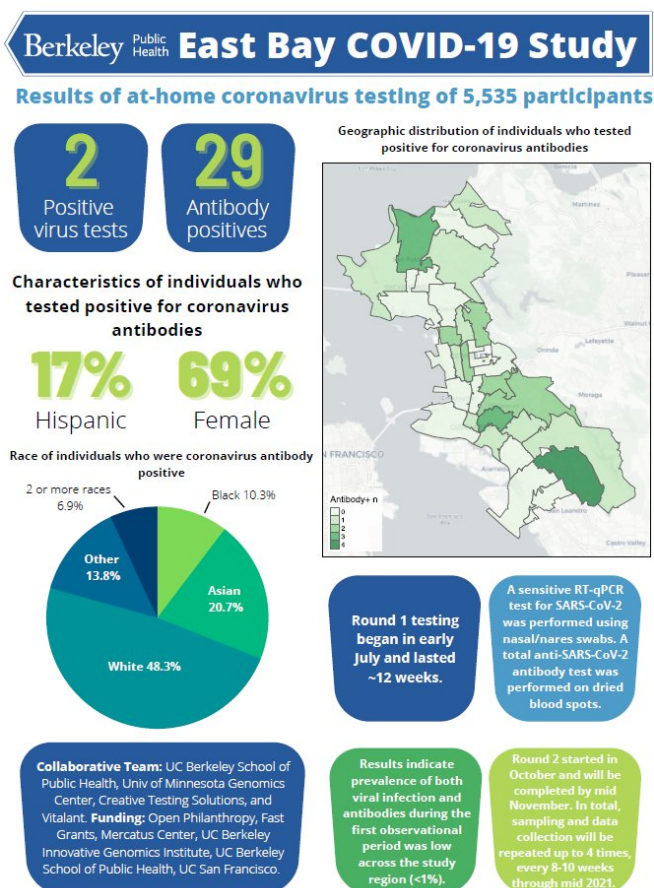 Berkeley Public Health East Bay COVID-19 Study
Results of at-home coronavirus testing of 5,535 participants
2
Positive
virus tests
29
Antibody
positives
Characteristics of individuals who
tested positive for coronavirus
antibodies
17%
Hispanic
69%
Female
Race of individuals who were coronavirus antibody
positive
2 or more races
6.9%
Black 10.3%
Other
13.8%
Asian
20.7%
White 48.3%
Geographic distribution of individuals who tested
positive for coronavirus antibodies
Martinez
Pleasan
Walnut
Lafayette
Orinda
Moraga
N FRANCISCO
Alameda
San Leandro
Castro Valley
Antibody+ n
0
1
2
3
4
Round 1 testing
began in early
July and lasted
~12 weeks.
A sensitive RT-qPCR
test for SARS-CoV-2
was performed using
nasal/nares swabs. A
total anti-SARS-CoV-2
antibody test was
performed on dried
blood spots.
Collaborative Team: UC Berkeley School of
Public Health, Univ of Minnesota Genomics
Center, Creative Testing Solutions, and
Vitalant. Funding: Open Philanthropy, Fast
Grants, Mercatus Center, UC Berkeley
Innovative Genomics Institute, UC Berkeley
School of Public Health, UC San Francisco.
Results indicate
prevalence of both
viral infection and
antibodies during the
first observational
period was low
across the study
region (<1%).
Round 2 started in
October and will be
completed by mid
November. In total,
sampling and data
collection will be
repeated up to 4 times,
every 8-10 weeks
through mid 2021.